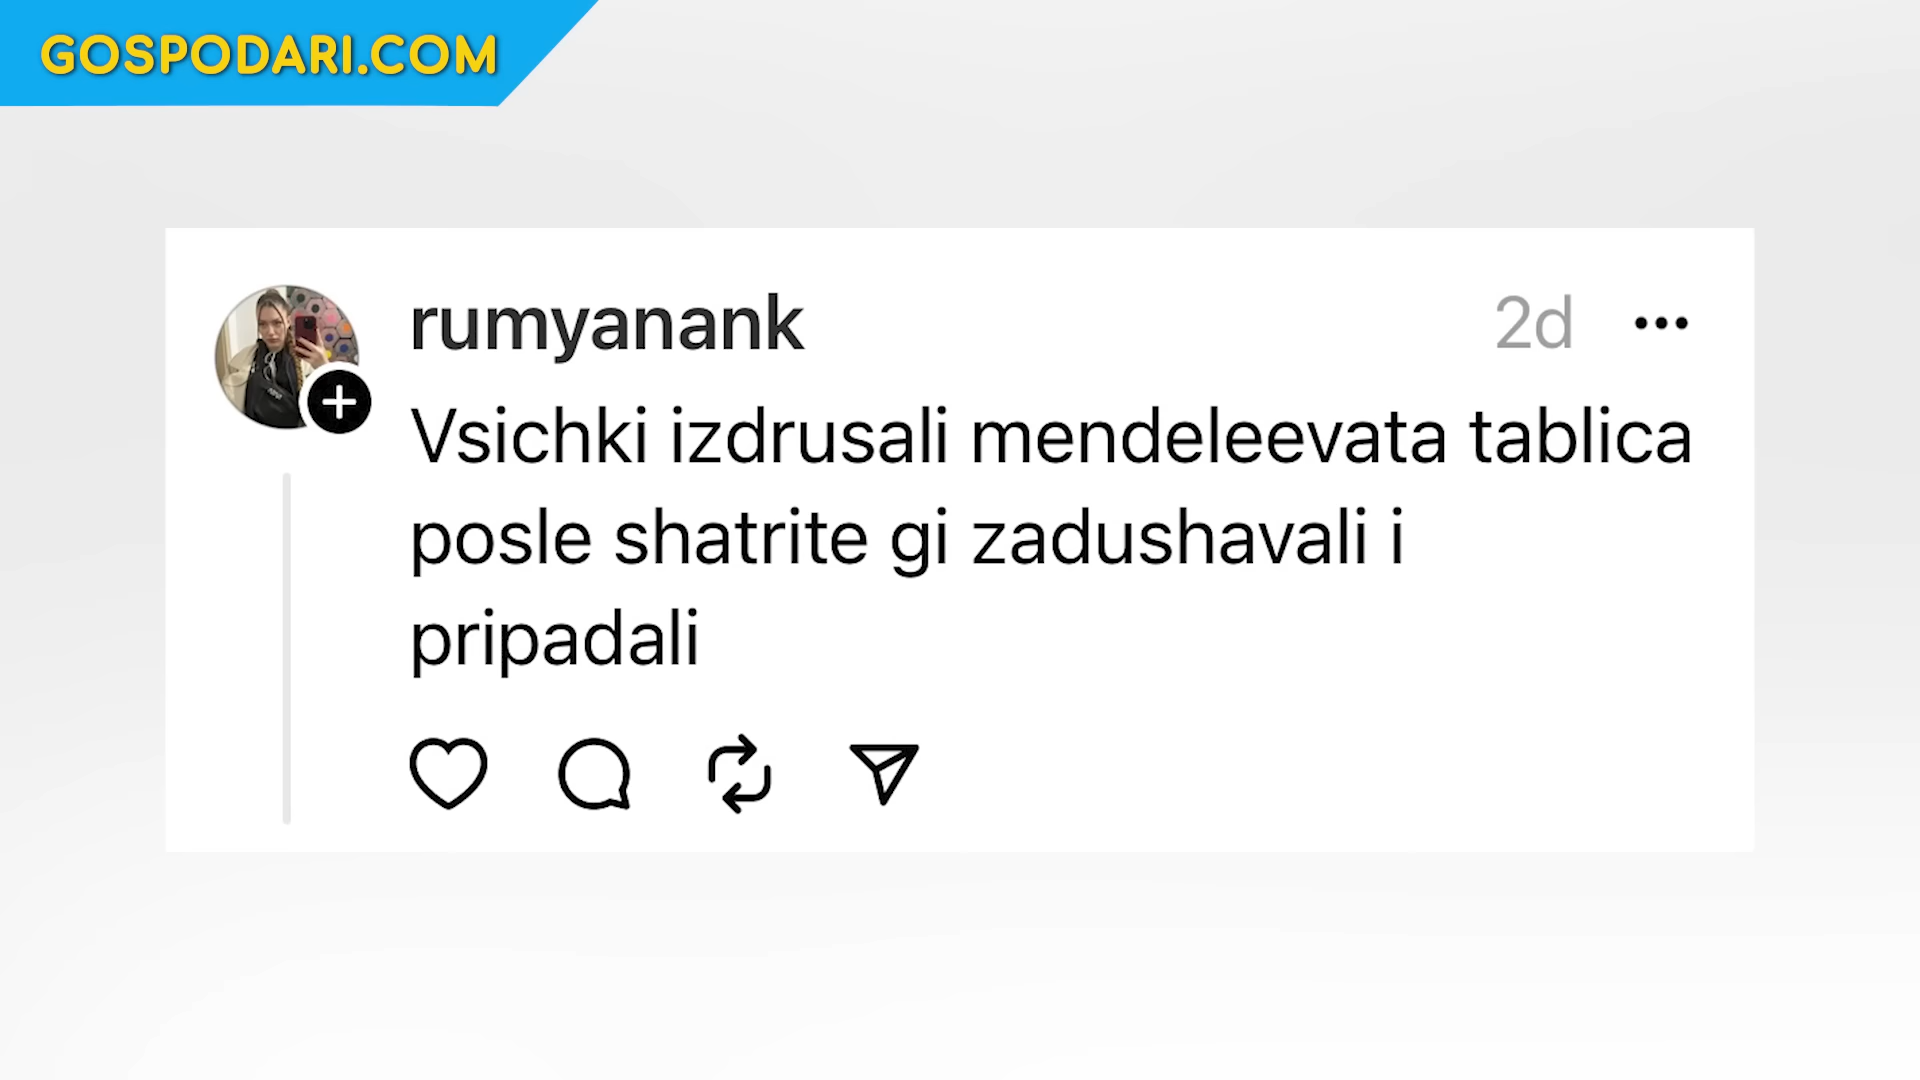 GOSPODARI.COM
rumyanank 2d
Vsichki izdrusali mendeleevata tablica
posle shatrite gi zadushavali i
pripadali